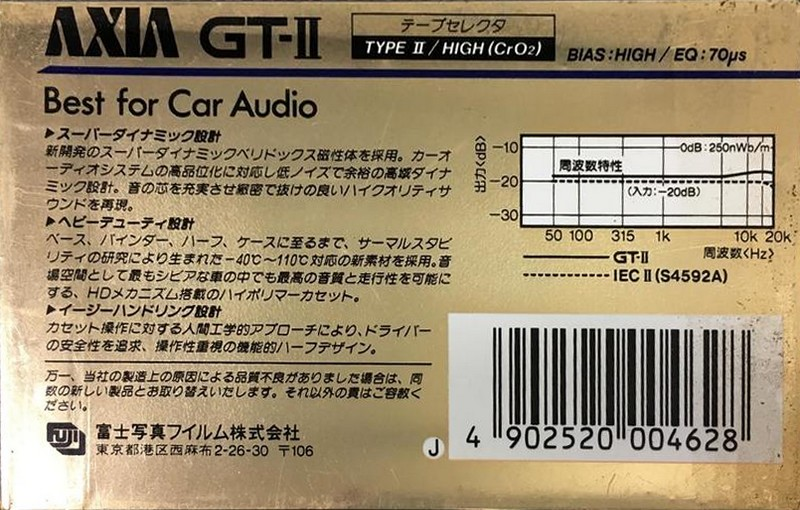 AXIA GT-II
テープセレクタ
TYPE II/HIGH(CrO2)
BIAS:HIGH / EQ:70μs
Best for Car Audio
▶スーパーダイナミック設計
新開発のスーパーダイナミックベリドックス磁性体を採用。カーオ
ーディオシステムの高品位化に対応し低ノイズで余裕の高域ダイナ
ミック設計。音の芯を充実させ緻密で抜けの良いハイクオリティサ
ウンドを再現。
▶ヘビーデューティ設計
ベース、バインダー、ハーフ、ケースに至るまで、サーマルスタビ
リティの研究により生まれた-40℃~110℃対応の新素材を採用。音
場空間として最もシビアな車の中でも最高の音質と走行性を可能に
する、HDメカニズム搭載のハイポリマーカセット。
▶イージーハンドリング設計
カセット操作に対する人間工学的アプローチにより、ドライバー
の安全性を追求、操作性重視の機能的ハーフデザイン。
万一、当社の製造上の原因による品質不良がありました場合は、同
数の新しい製品とお取り替えいたします。それ以外の責はご容赦く
ださい。
FUJI
富士写真フイルム株式会社
東京都港区西麻布2-26-30 〒106
出力<dB>
-10
-20
-30
0dB:250nWb/m
周波数特性
(入力:-20dB)
50 100 315 1k 10k 20k
周波数<Hz>
GT-II
IEC II(S4592A)
J
4 902520 004628